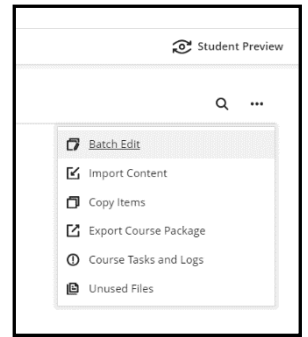 Student Preview
Batch Edit
Import Content
Copy Items
Export Course Package
Course Tasks and Logs
Unused Files